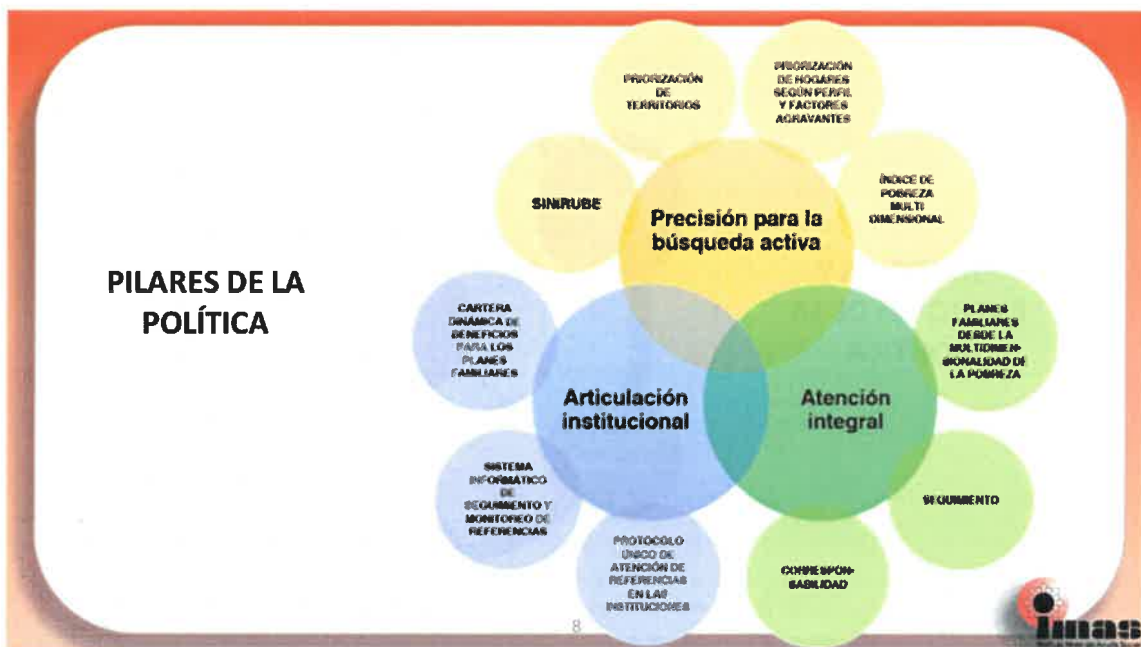 PRIORIZACIÓN
DE
TERRITORIOS
PRIORIZACIÓN
DE HOGARES
SEGÚN PERFIL
Y FACTORES
AGRAVANTES
SINIRUBE
Precisión para la
búsqueda activa
ÍNDICE DE
POBREZA
MULTI
DIMENSIONAL
PILARES DE LA
POLÍTICA
CARTERA
DINÁMICA DE
BENEFICIOS
PARA LOS
PLANES
FAMILIARES
PLANES
FAMILIARES
DESDE LA
MULTIDIMEN-
SIONALIDAD DE
LA POBREZA
Articulación
institucional
Atención
integral
SISTEMA
INFORMÁTICO
DE
SEGUIMIENTO Y
MONITOREO DE
REFERENCIAS
SEGUIMIENTO
PROTOCOLO
ÚNICO DE
ATENCIÓN DE
REFERENCIAS
EN LAS
INSTITUCIONES
CORRESPON-
SABILIDAD
8
imas